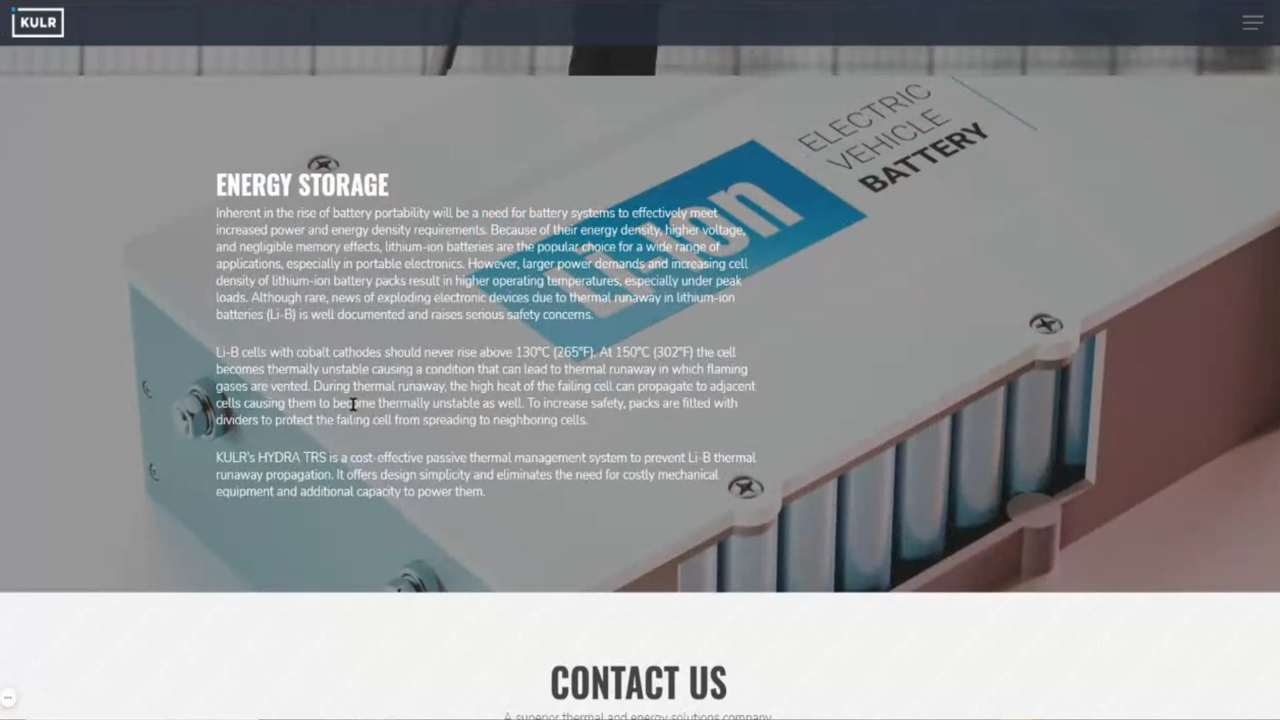 KULR
ELECTRIC
VEHICLE
BATTERY
Li-Ion
ENERGY STORAGE
Inherent in the rise of battery portability will be a need for battery systems to effectively meet
increased power and energy density requirements. Because of their energy density, higher voltage,
and negligible memory effects, lithium-ion batteries are the popular choice for a wide range of
applications, especially in portable electronics. However, larger power demands and increasing cell
density of lithium-ion battery packs result in higher operating temperatures, especially under peak
loads. Although rare, news of exploding electronic devices due to thermal runaway in lithium-ion
batteries (Li-B) is well documented and raises serious safety concerns.
Li-B cells with cobalt cathodes should never rise above 130°C (265°F). At 150°C (302°F) the cell
becomes thermally unstable causing a condition that can lead to thermal runaway in which flaming
gases are vented. During thermal runaway, the high heat of the failing cell can propagate to adjacent
cells causing them to become thermally unstable as well. To increase safety, packs are fitted with
dividers to protect the failing cell from spreading to neighboring cells.
KULR's HYDRA TRS is a cost-effective passive thermal management system to prevent Li-B thermal
runaway propagation. It offers design simplicity and eliminates the need for costly mechanical
equipment and additional capacity to power them.
CONTACT US
A superior thermal and energy solutions company